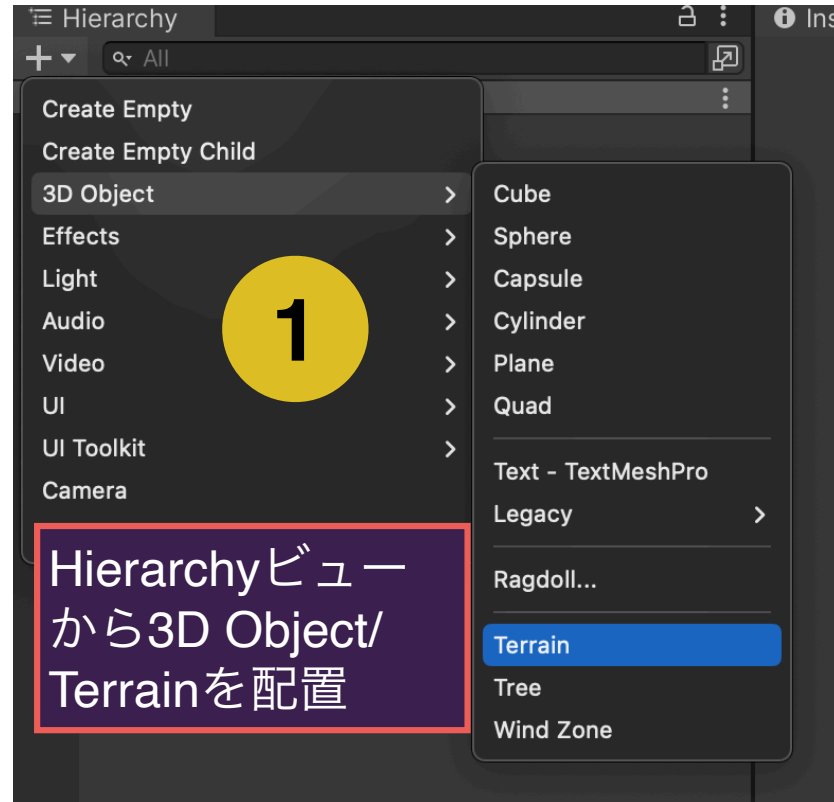 Hierarchy
Ins
All
Create Empty
Create Empty Child
3D Object
Effects
Light
Audio
Video
UI
UI Toolkit
Camera
Cube
Sphere
Capsule
Cylinder
Plane
Quad
Text - TextMeshPro
Legacy
Ragdoll...
Terrain
Tree
Wind Zone
1
Hierarchyビュー
から3D Object/
Terrainを配置